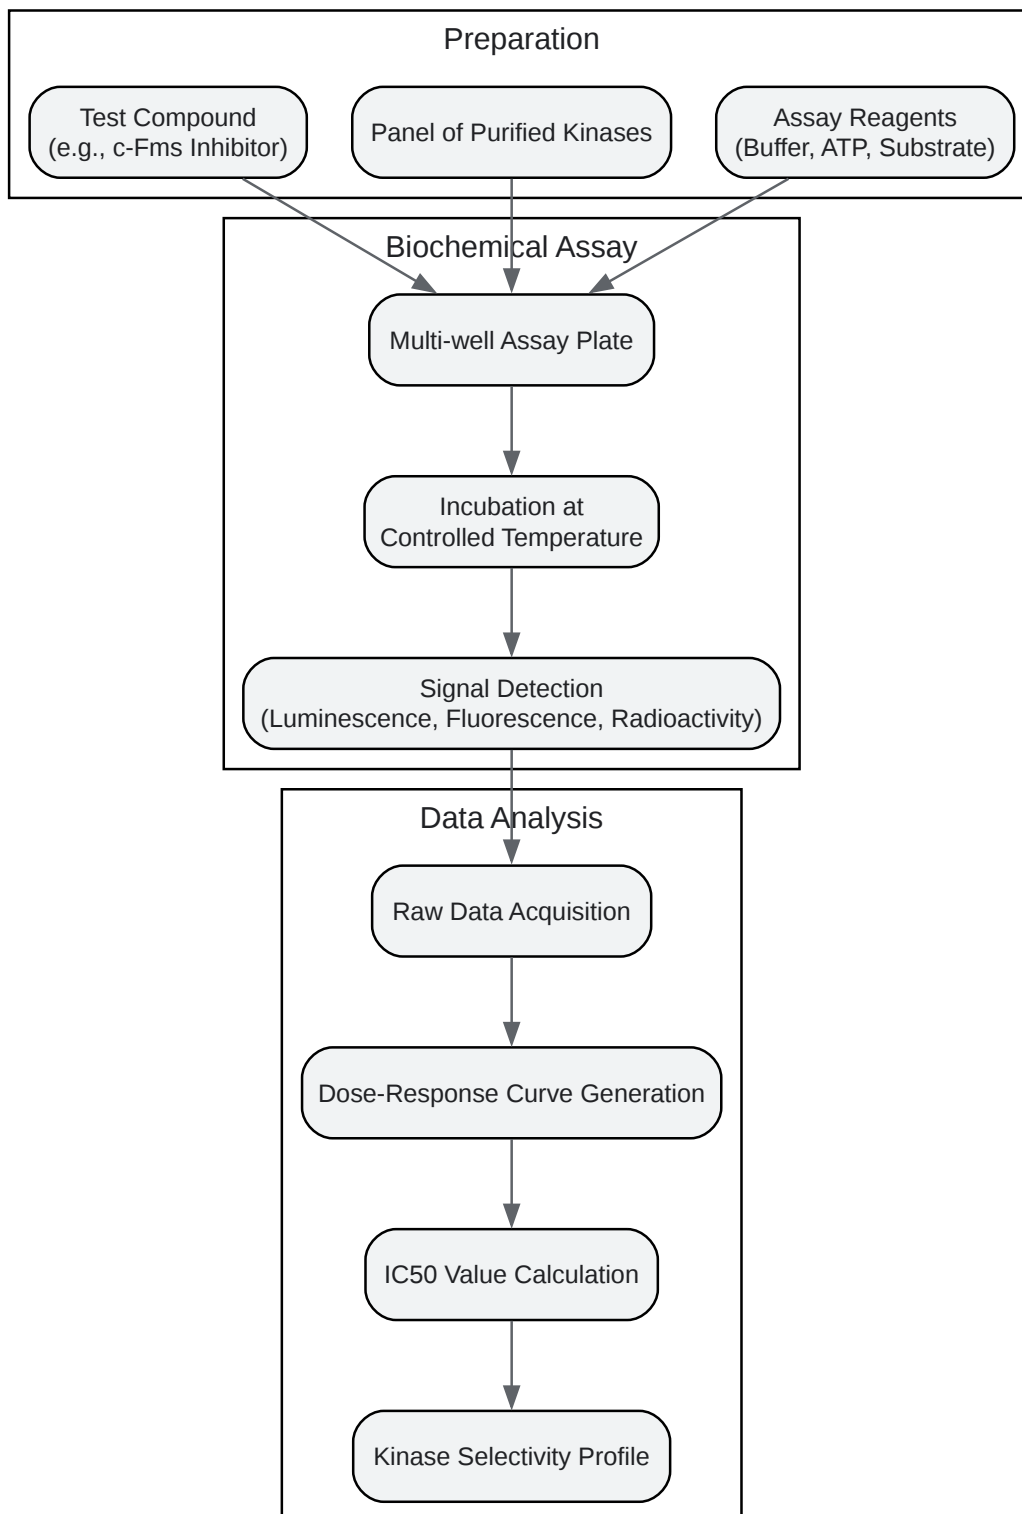 Preparation
Test Compound
(e.g., c-Fms Inhibitor)
Panel of Purified Kinases
Assay Reagents
(Buffer, ATP, Substrate)
Biochemical Assay
Multi-well Assay Plate
Incubation at
Controlled Temperature
Signal Detection
(Luminescence, Fluorescence, Radioactivity)
Data Analysis
Raw Data Acquisition
Dose-Response Curve Generation
IC50 Value Calculation
Kinase Selectivity Profile